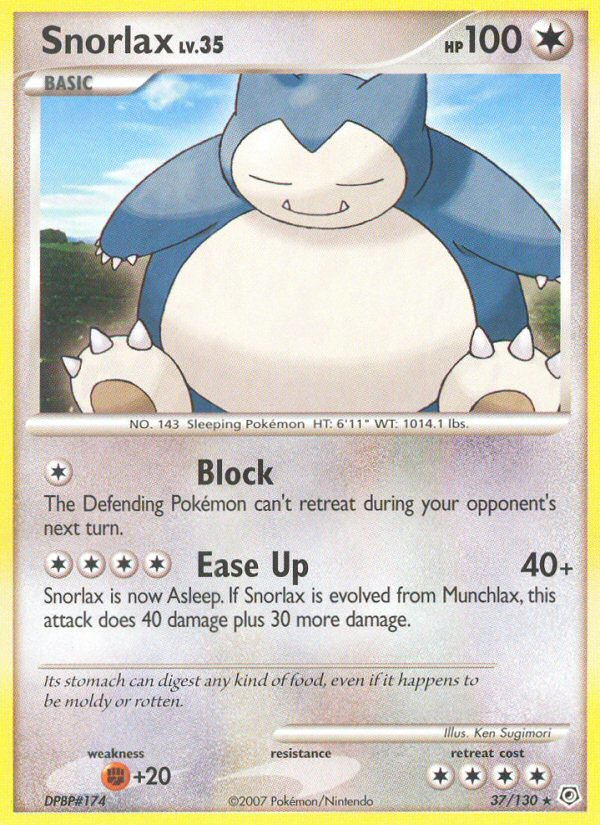 Snorlax LV.35
HP 100
BASIC
NO. 143 Sleeping Pokémon HT: 6'11" WT: 1014.1 lbs.
Block
The Defending Pokémon can't retreat during your opponent's
next turn.
Ease Up 40+
Snorlax is now Asleep. If Snorlax is evolved from Munchlax, this
attack does 40 damage plus 30 more damage.
Its stomach can digest any kind of food, even if it happens to
be moldy or rotten.
Illus. Ken Sugimori
weakness resistance retreat cost
+20
DPBP#174 ©2007 Pokémon/Nintendo 37/130 ★